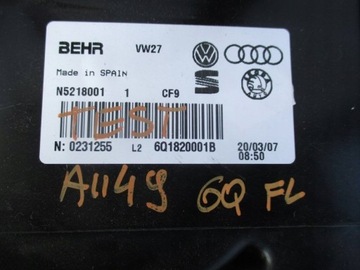 BEHR VW27
Made in SPAIN
N5218001 1 CF9
TEST
N: 0231255 L2 6Q1820001B 20/03/07
08:50
A1149 6Q FL